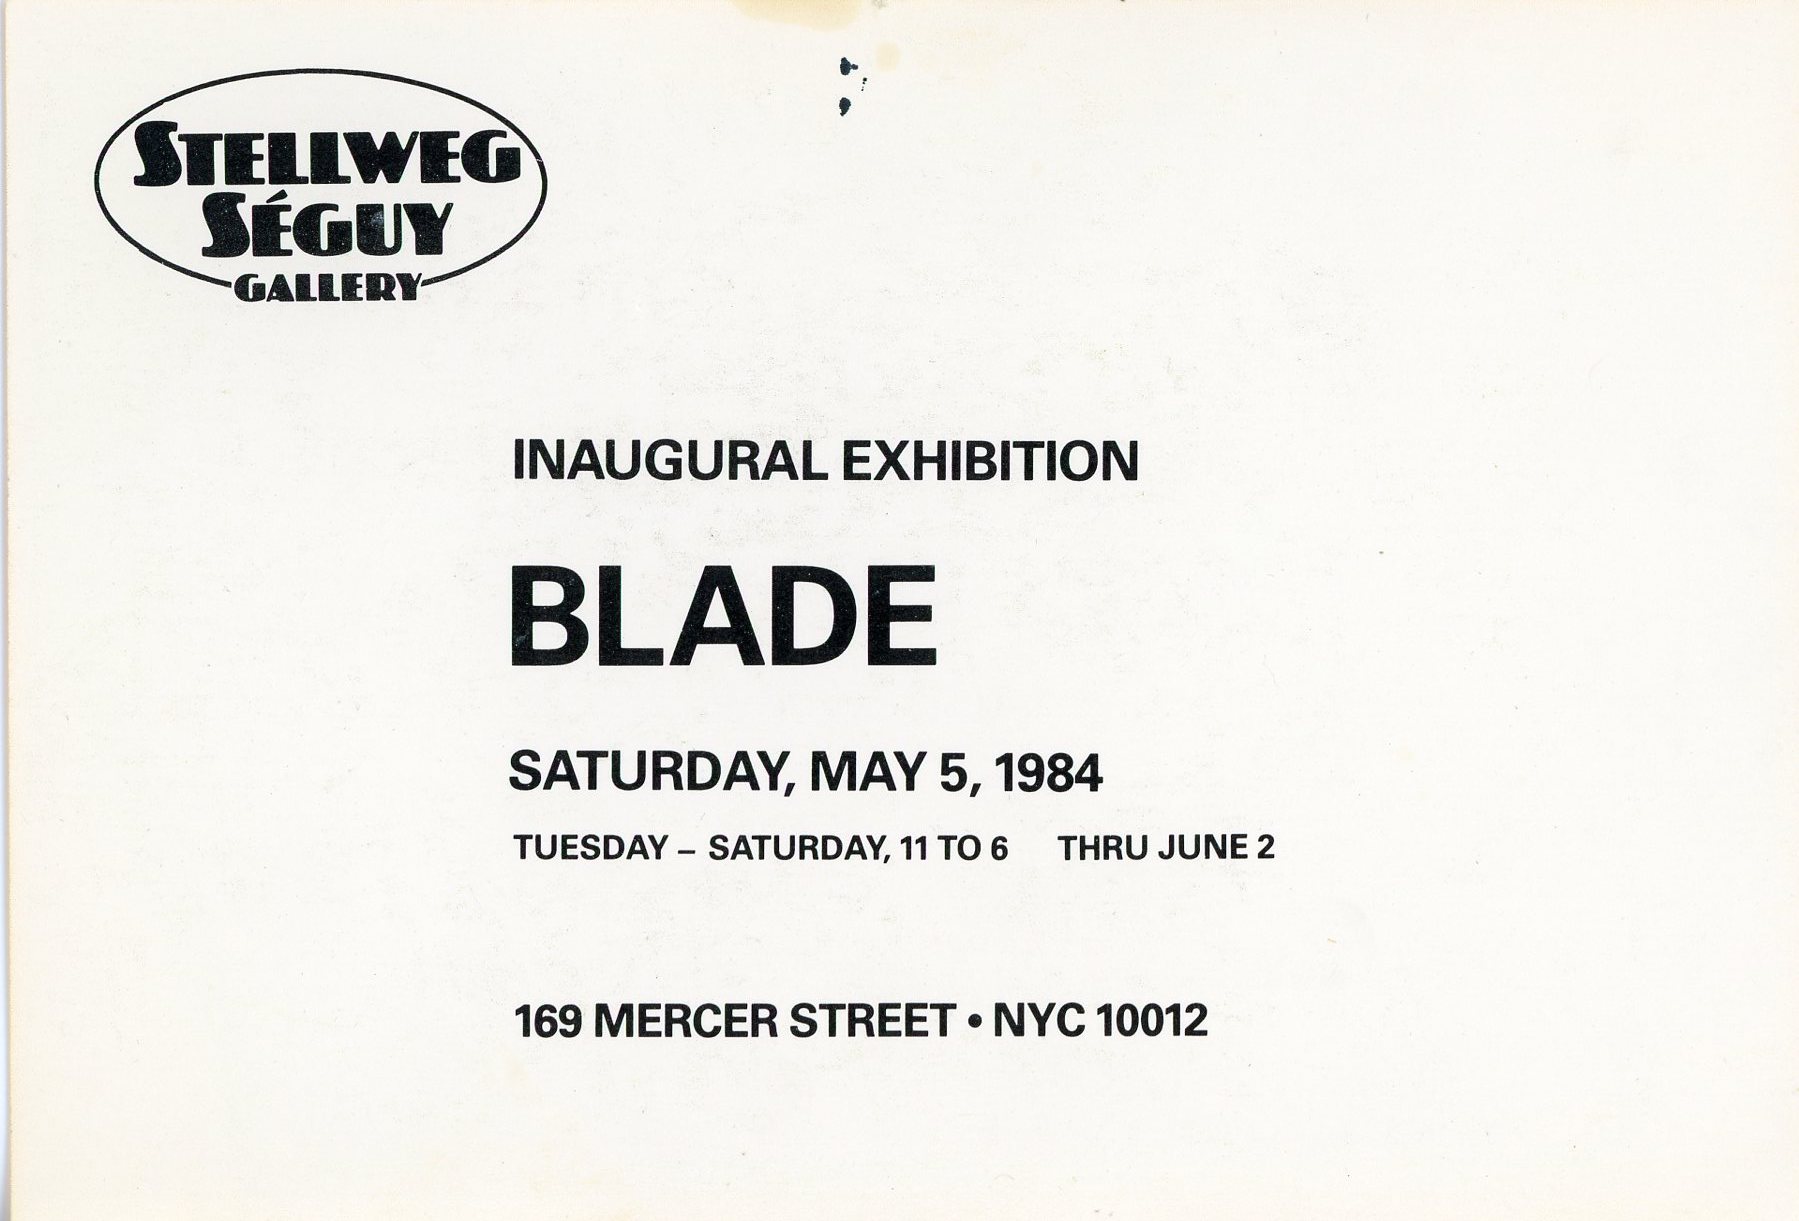 STELLWEG
SÉGUY
GALLERY
INAUGURAL EXHIBITION
BLADE
SATURDAY, MAY 5, 1984
TUESDAY – SATURDAY, 11 TO 6 THRU JUNE 2
169 MERCER STREET • NYC 10012